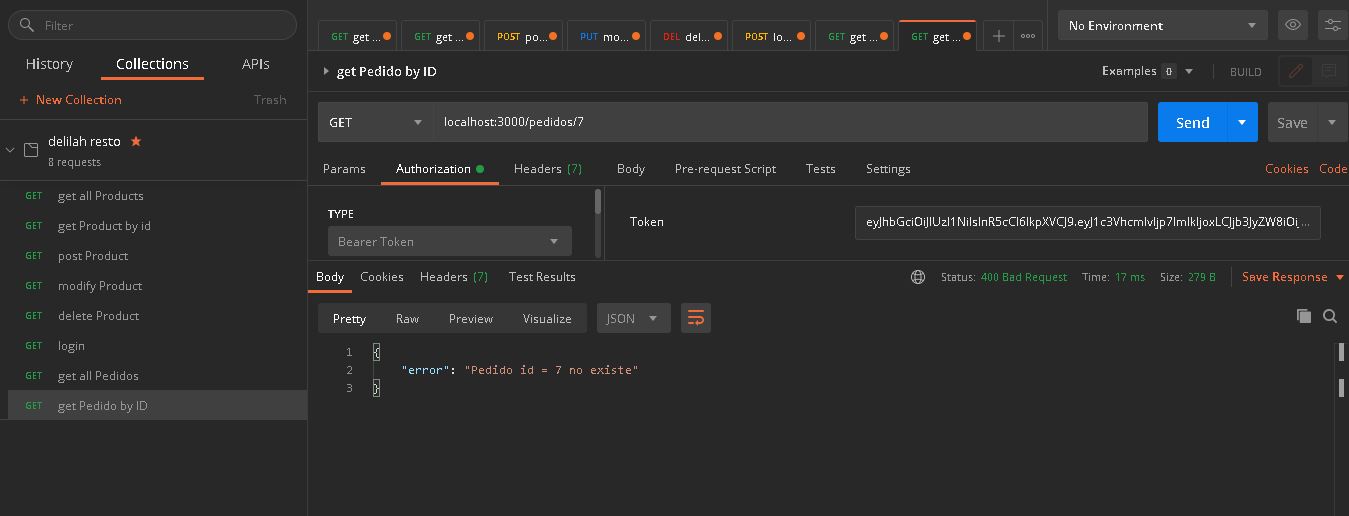 Filter
History Collections APIs
+ New Collection Trash
delilah resto
8 requests
GET get all Products
GET get Product by id
GET post Product
GET modify Product
GET delete Product
GET login
GET get all Pedidos
GET get Pedido by ID
GET get ... GET get ... POST po... PUT mo... DEL del... POST lo... GET get ... GET get ... No Environment
get Pedido by ID Examples 0 BUILD
GET localhost:3000/pedidos/7 Send Save
Params Authorization Headers (7) Body Pre-request Script Tests Settings Cookies Code
TYPE
Bearer Token
Token
Body Cookies Headers (7) Test Results Status: 400 Bad Request Time: 17 ms Size: 279 B Save Response
Pretty Raw Preview Visualize JSON
1 {
2 "error": "Pedido id = 7 no existe"
3 }